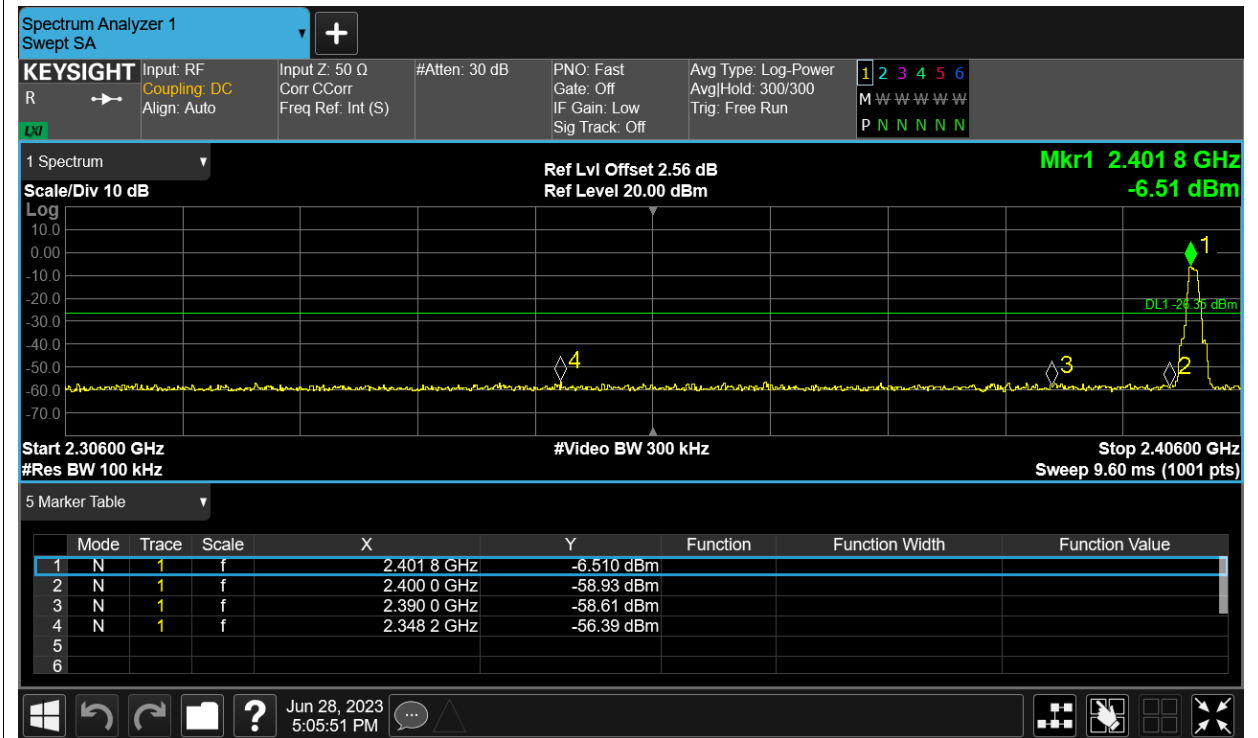 Spectrum Analyzer 1
Swept SA
+
KEYSIGHT
R
LXI
Input: RF
Coupling: DC
Align: Auto
Input Z: 50 Ω
Corr CCorr
Freq Ref: Int (S)
#Atten: 30 dB
PNO: Fast
Gate: Off
IF Gain: Low
Sig Track: Off
Avg Type: Log-Power
Avg|Hold: 300/300
Trig: Free Run
1 2 3 4 5 6
M W W W W W
P N N N N N
1 Spectrum
Scale/Div 10 dB
Ref Lvl Offset 2.56 dB
Ref Level 20.00 dBm
Mkr1 2.401 8 GHz
-6.51 dBm
Log
10.0
0.00
-10.0
-20.0
-30.0
-40.0
-50.0
-60.0
-70.0
1
DL1 -26.35 dBm
4
3
2
Start 2.30600 GHz
#Video BW 300 kHz
Stop 2.40600 GHz
#Res BW 100 kHz
Sweep 9.60 ms (1001 pts)
5 Marker Table
Mode Trace Scale X Y Function Function Width Function Value
1 N 1 f 2.401 8 GHz -6.510 dBm
2 N 1 f 2.400 0 GHz -58.93 dBm
3 N 1 f 2.390 0 GHz -58.61 dBm
4 N 1 f 2.348 2 GHz -56.39 dBm
5
6
?
Jun 28, 2023
5:05:51 PM